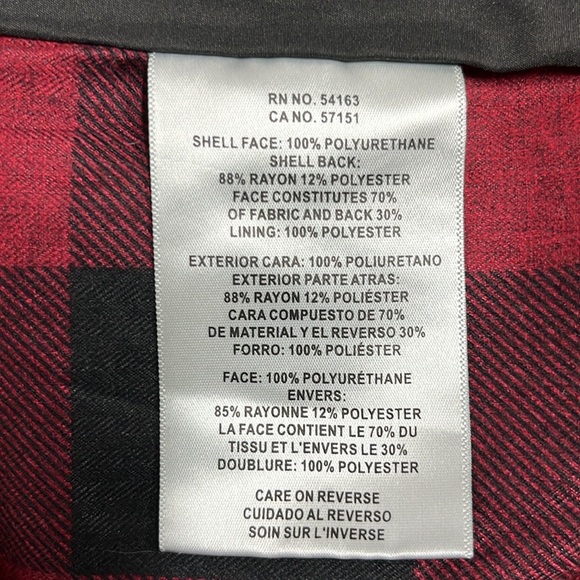 RN NO. 54163
CA NO. 57151
SHELL FACE: 100% POLYURETHANE
SHELL BACK:
88% RAYON 12% POLYESTER
FACE CONSTITUTES 70%
OF FABRIC AND BACK 30%
LINING: 100% POLYESTER
EXTERIOR CARA: 100% POLIURETANO
EXTERIOR PARTE ATRAS:
88% RAYON 12% POLIÉSTER
CARA COMPUESTO DE 70%
DE MATERIAL Y EL REVERSO 30%
FORRO: 100% POLIÉSTER
FACE: 100% POLYURÉTHANE
ENVERS:
85% RAYONNE 12% POLYESTER
LA FACE CONTIENT LE 70% DU
TISSU ET L'ENVERS LE 30%
DOUBLURE: 100% POLYESTER
CARE ON REVERSE
CUIDADO AL REVERSO
SOIN SUR L'INVERSE